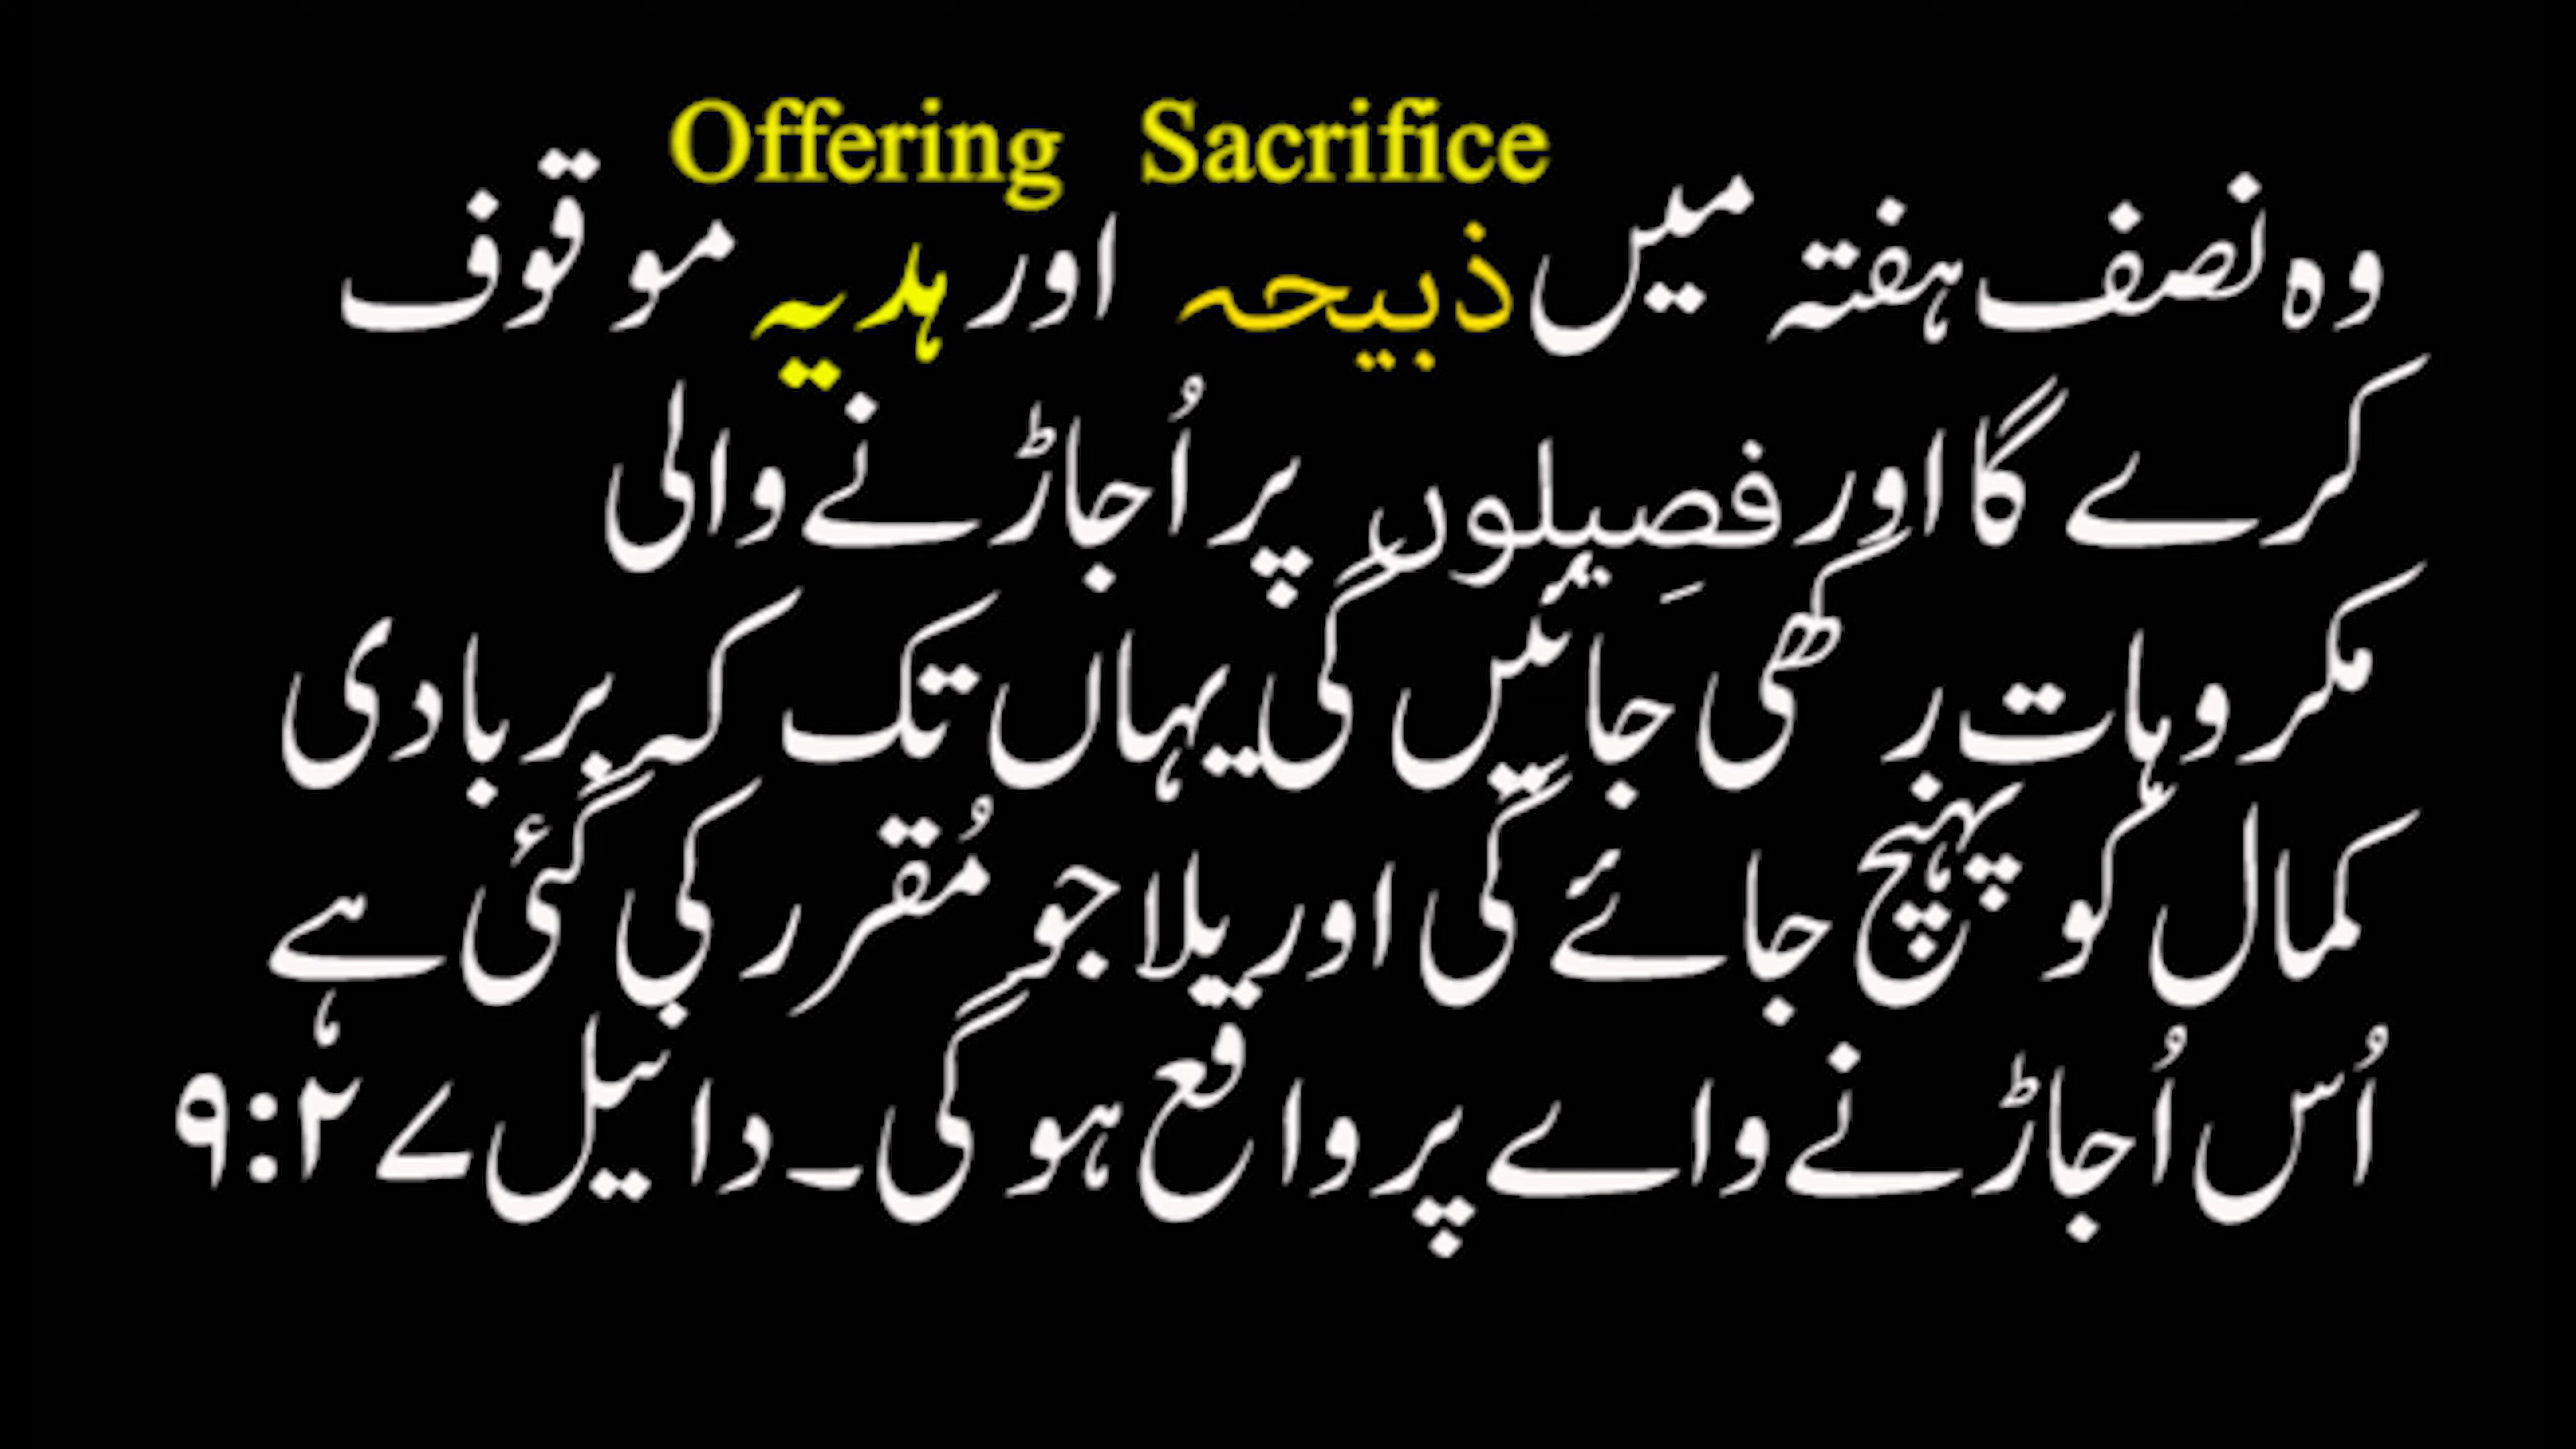 Offering Sacrifice
وہ نصف ہفتہ میں ذبیحہ اور ہدیہ موقوف
کرے گا اور فصِیلوں پر اُجاڑنے والی
مکروہات رکھی جائیں گی یہاں تک کہ بربادی
کمال کو پہنچ جائے گی اور یلا جو مُقرر کی گئی ہے
اُس اُجاڑنے واے پر واقع ہو گی۔ دانیل ۹:۲۷